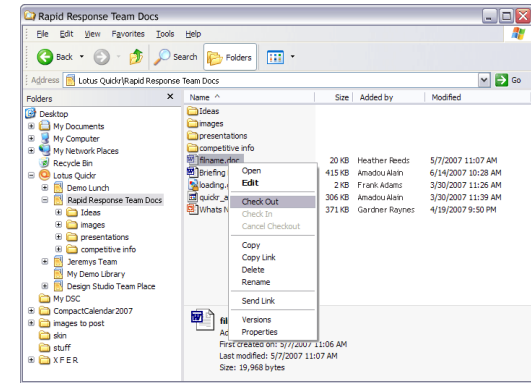 Rapid Response Team Docs
File Edit View Favorites Tools Help
Back Search Folders
Address Lotus Quickr\Rapid Response Team Docs Go
Folders x
Desktop
My Documents
My Computer
My Network Places
Recycle Bin
Lotus Quickr
Demo Lunch
Rapid Response Team Docs
Ideas
images
presentations
competitive info
Jeremys Team
My Demo Library
Design Studio Team Place
My DSC
CompactCalendar2007
images to post
skin
stuff
X F E R
Name Size Added by Modified
Ideas
images
presentations
competitive info
filname.doc 20 KB Heather Reeds 5/7/2007 11:07 AM
Briefing 415 KB Amadou Alain 6/14/2007 10:28 AM
loading.g 2 KB Frank Adams 3/30/2007 11:26 AM
quickr_a 306 KB Amadou Alain 3/30/2007 11:39 AM
Whats N 371 KB Gardner Raynes 4/19/2007 9:50 PM
Open
Edit
Check Out
Check In
Cancel Checkout
Copy
Copy Link
Delete
Rename
Send Link
Versions
Properties
fil
Ad
First created on: 5/7/2007 11:06 AM
Last modified: 5/7/2007 11:07 AM
Size: 19,968 bytes